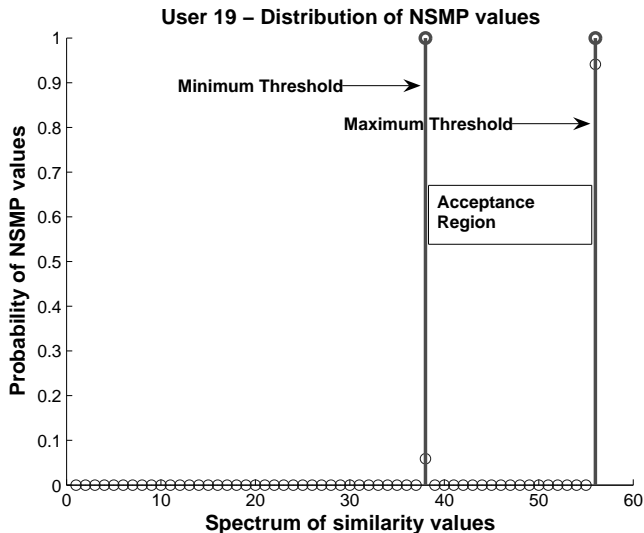 User 19 – Distribution of NSMP values
1
0.9
0.8
0.7
0.6
0.5
0.4
0.3
0.2
0.1
0
Probability of NSMP values
Minimum Threshold
Maximum Threshold
Acceptance
Region
0 10 20 30 40 50 60
Spectrum of similarity values